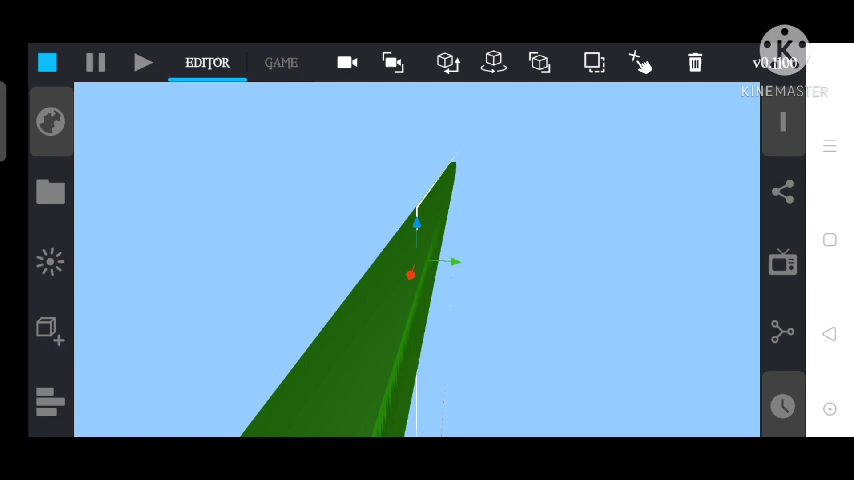 EDITOR
GAME
v0.1100
K
KINEMASTER